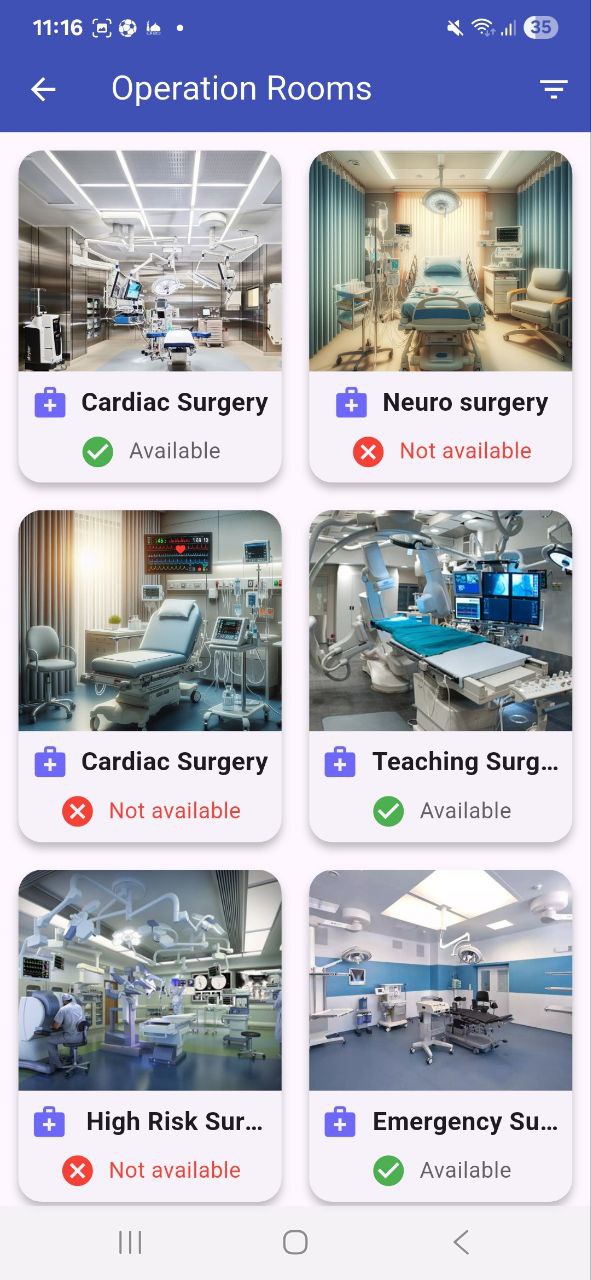 11:16
35
Operation Rooms
Cardiac Surgery
Available
Neuro surgery
Not available
Cardiac Surgery
Not available
Teaching Surg...
Available
High Risk Sur...
Not available
Emergency Su...
Available